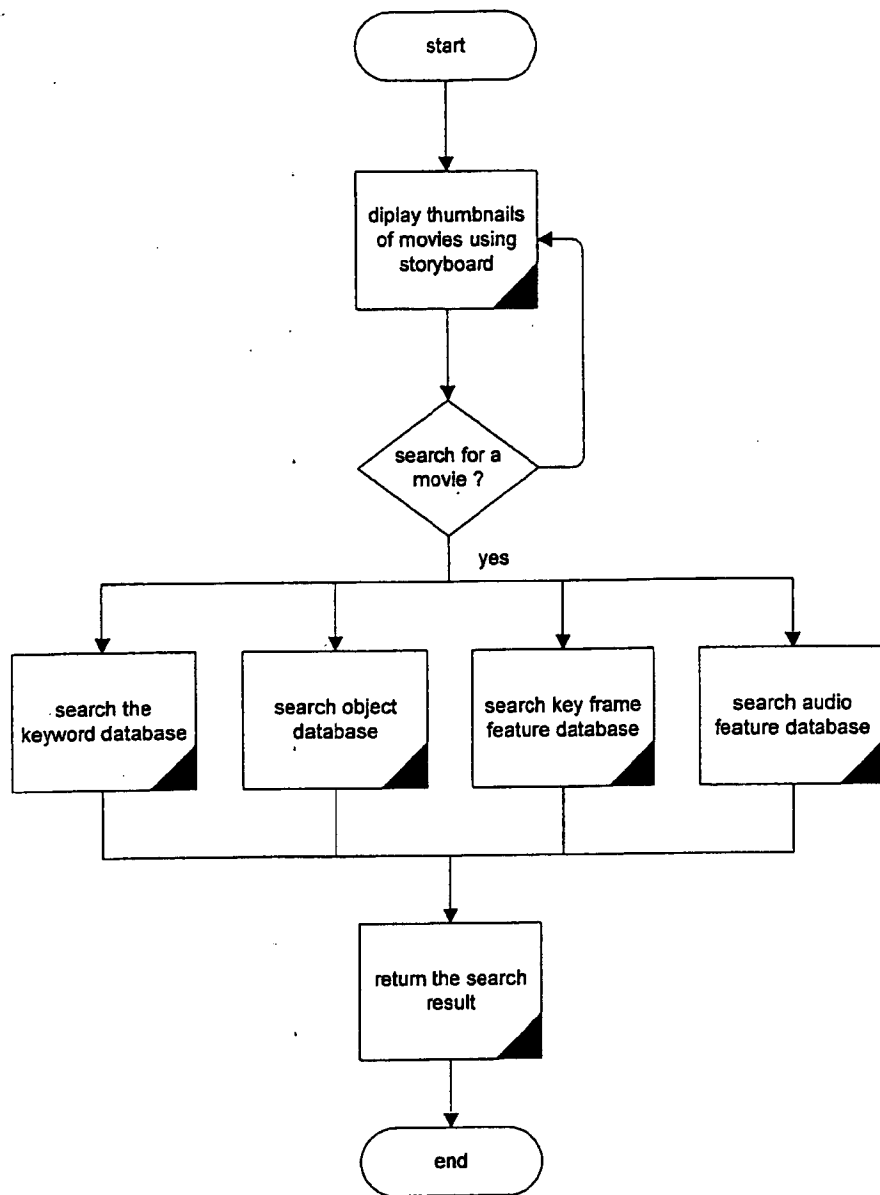 start
diplay thumbnails
of movies using
storyboard
search for a
movie ?
yes
search the
keyword database
search object
database
search key frame
feature database
search audio
feature database
return the search
result
end